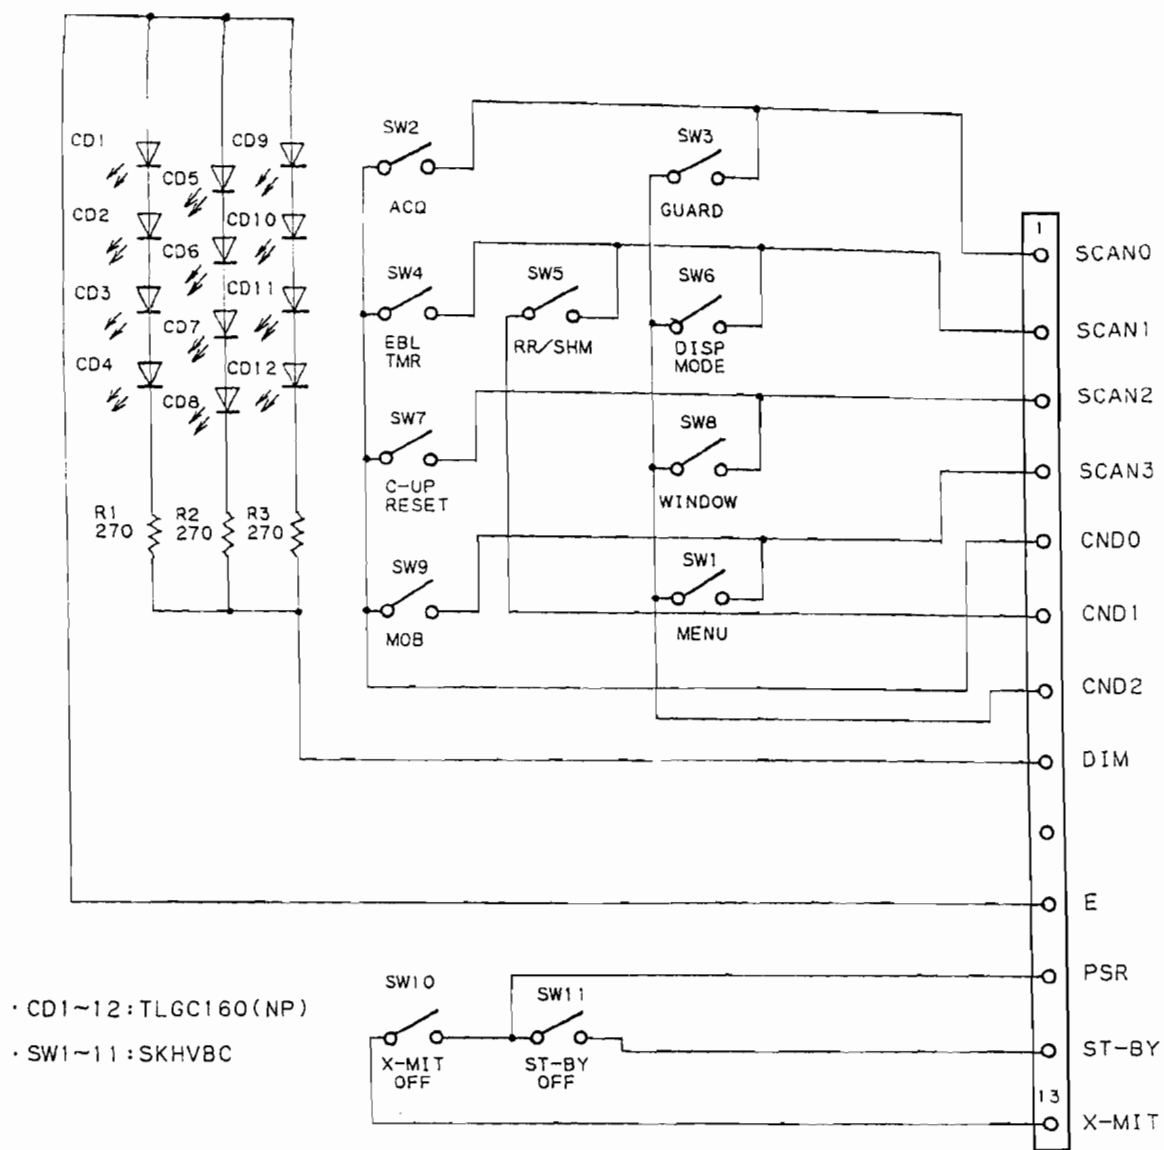 CD1
CD2
CD3
CD4
CD5
CD6
CD7
CD8
CD9
CD10
CD11
CD12
R1
270
R2
270
R3
270
SW2
ACQ
SW3
GUARD
SW4
EBL
TMR
SW5
RR/SHM
SW6
DISP
MODE
SW7
C-UP
RESET
SW8
WINDOW
SW9
MOB
SW1
MENU
SW10
X-MIT
OFF
SW11
ST-BY
OFF
1
SCAN0
SCAN1
SCAN2
SCAN3
CND0
CND1
CND2
DIM
E
PSR
ST-BY
13
X-MIT
· CD1~12:TLGC160(NP)
· SW1~11:SKHVBC